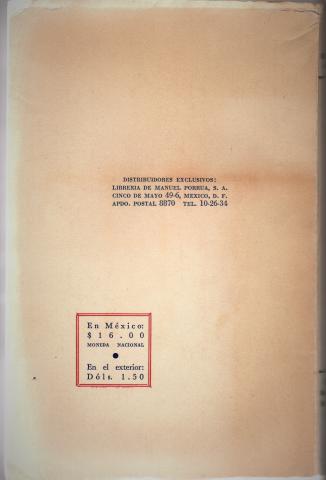 DISTRIBUIDORES EXCLUSIVOS:
LIBRERIA DE MANUEL PORRUA, S. A.
CINCO DE MAYO 49-6, MEXICO, D. F.
APDO. POSTAL 8870 TEL. 10-26-34
En México:
$ 16.00
MONEDA NACIONAL
●
En el exterior:
Dóls. 1.50